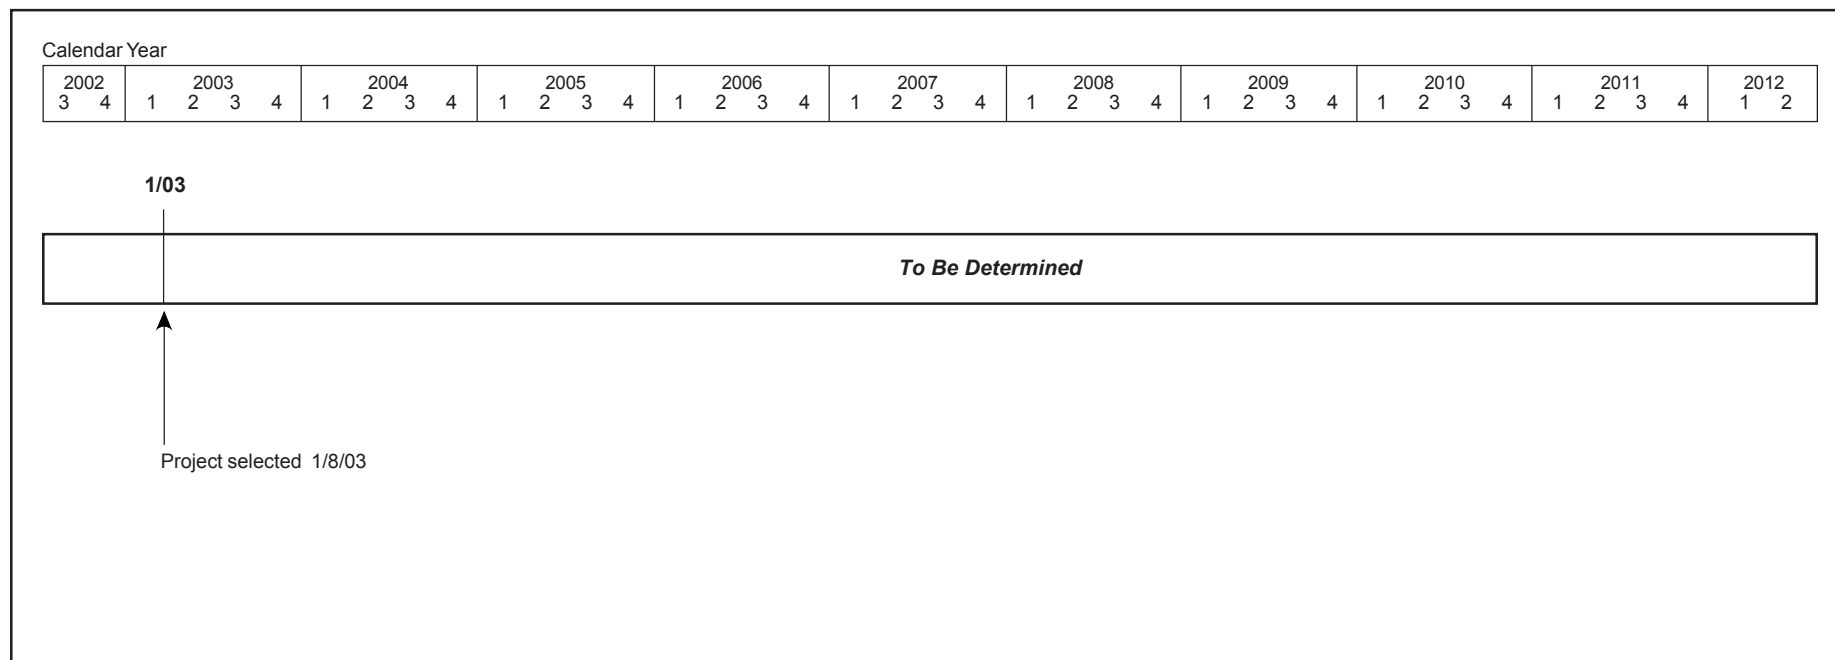 Calendar Year
2002 2003 2004 2005 2006 2007 2008 2009 2010 2011 2012
3 4 1 2 3 4 1 2 3 4 1 2 3 4 1 2 3 4 1 2 3 4 1 2 3 4 1 2 3 4 1 2 3 4 1 2 3 4 1 2
1/03
To Be Determined
Project selected 1/8/03